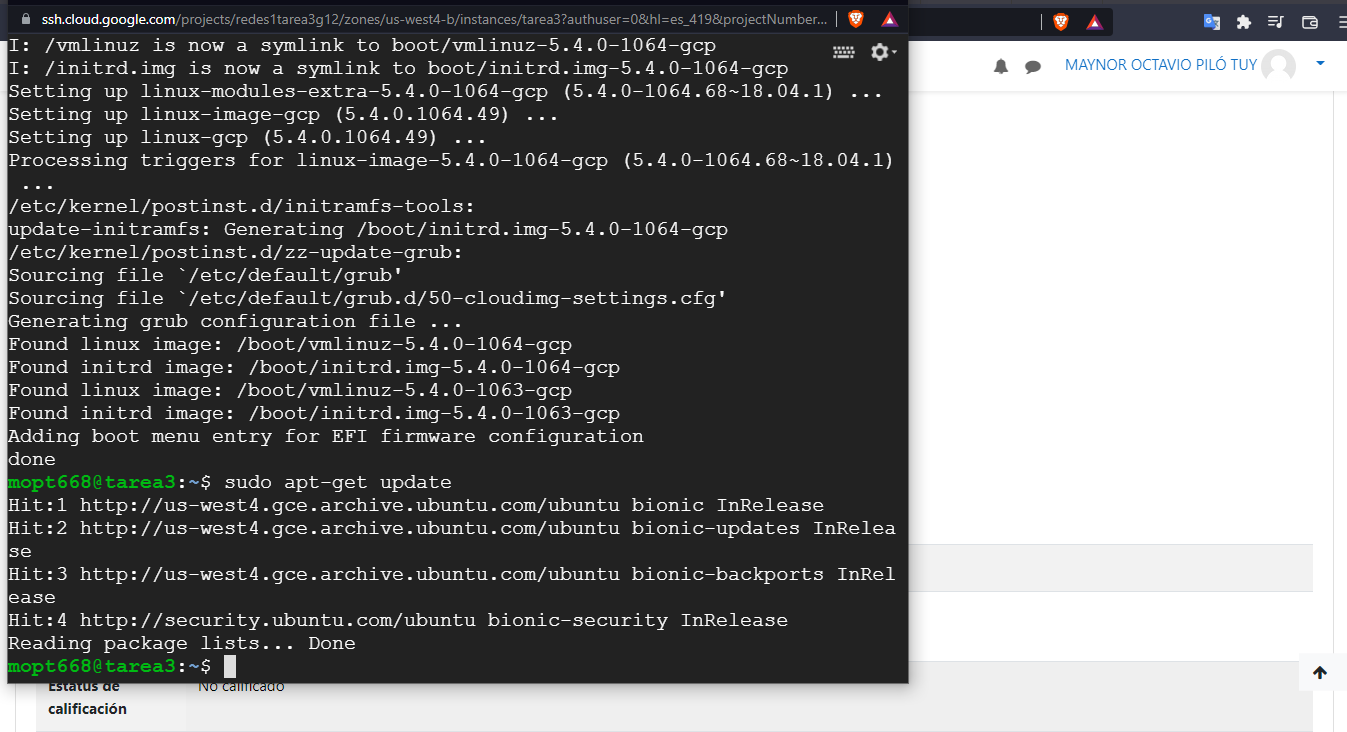 ssh.cloud.google.com/projects/redes1tarea3g12/zones/us-west4-b/instances/tarea3?authuser=0&hl=es_419&projectNumber...
MAYNOR OCTAVIO PILÓ TUY
I: /vmlinuz is now a symlink to boot/vmlinuz-5.4.0-1064-gcp
I: /initrd.img is now a symlink to boot/initrd.img-5.4.0-1064-gcp
Setting up linux-modules-extra-5.4.0-1064-gcp (5.4.0-1064.68~18.04.1) ...
Setting up linux-image-gcp (5.4.0.1064.49) ...
Setting up linux-gcp (5.4.0.1064.49) ...
Processing triggers for linux-image-5.4.0-1064-gcp (5.4.0-1064.68~18.04.1)
...
/etc/kernel/postinst.d/initramfs-tools:
update-initramfs: Generating /boot/initrd.img-5.4.0-1064-gcp
/etc/kernel/postinst.d/zz-update-grub:
Sourcing file `/etc/default/grub'
Sourcing file `/etc/default/grub.d/50-cloudimg-settings.cfg'
Generating grub configuration file ...
Found linux image: /boot/vmlinuz-5.4.0-1064-gcp
Found initrd image: /boot/initrd.img-5.4.0-1064-gcp
Found linux image: /boot/vmlinuz-5.4.0-1063-gcp
Found initrd image: /boot/initrd.img-5.4.0-1063-gcp
Adding boot menu entry for EFI firmware configuration
done
mopt668@tarea3:~$ sudo apt-get update
Hit:1 http://us-west4.gce.archive.ubuntu.com/ubuntu bionic InRelease
Hit:2 http://us-west4.gce.archive.ubuntu.com/ubuntu bionic-updates InRelea
se
Hit:3 http://us-west4.gce.archive.ubuntu.com/ubuntu bionic-backports InRel
ease
Hit:4 http://security.ubuntu.com/ubuntu bionic-security InRelease
Reading package lists... Done
mopt668@tarea3:~$
Estatus de
calificación
No calificado